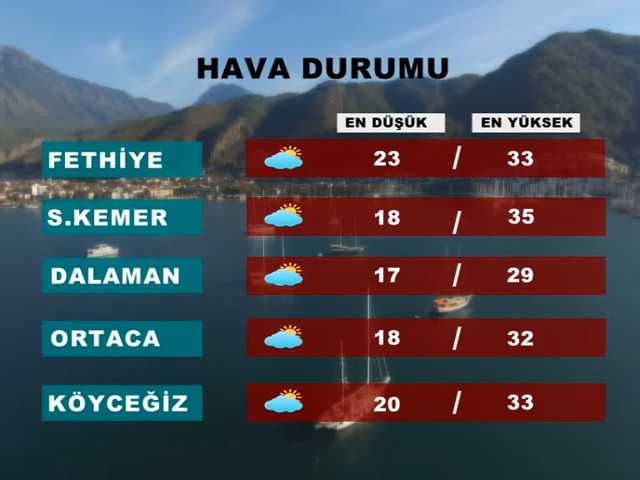 HAVA DURUMU
EN DÜŞÜK EN YÜKSEK
FETHİYE 23 / 33
S.KEMER 18 / 35
DALAMAN 17 / 29
ORTACA 18 / 32
KÖYCEĞİZ 20 / 33